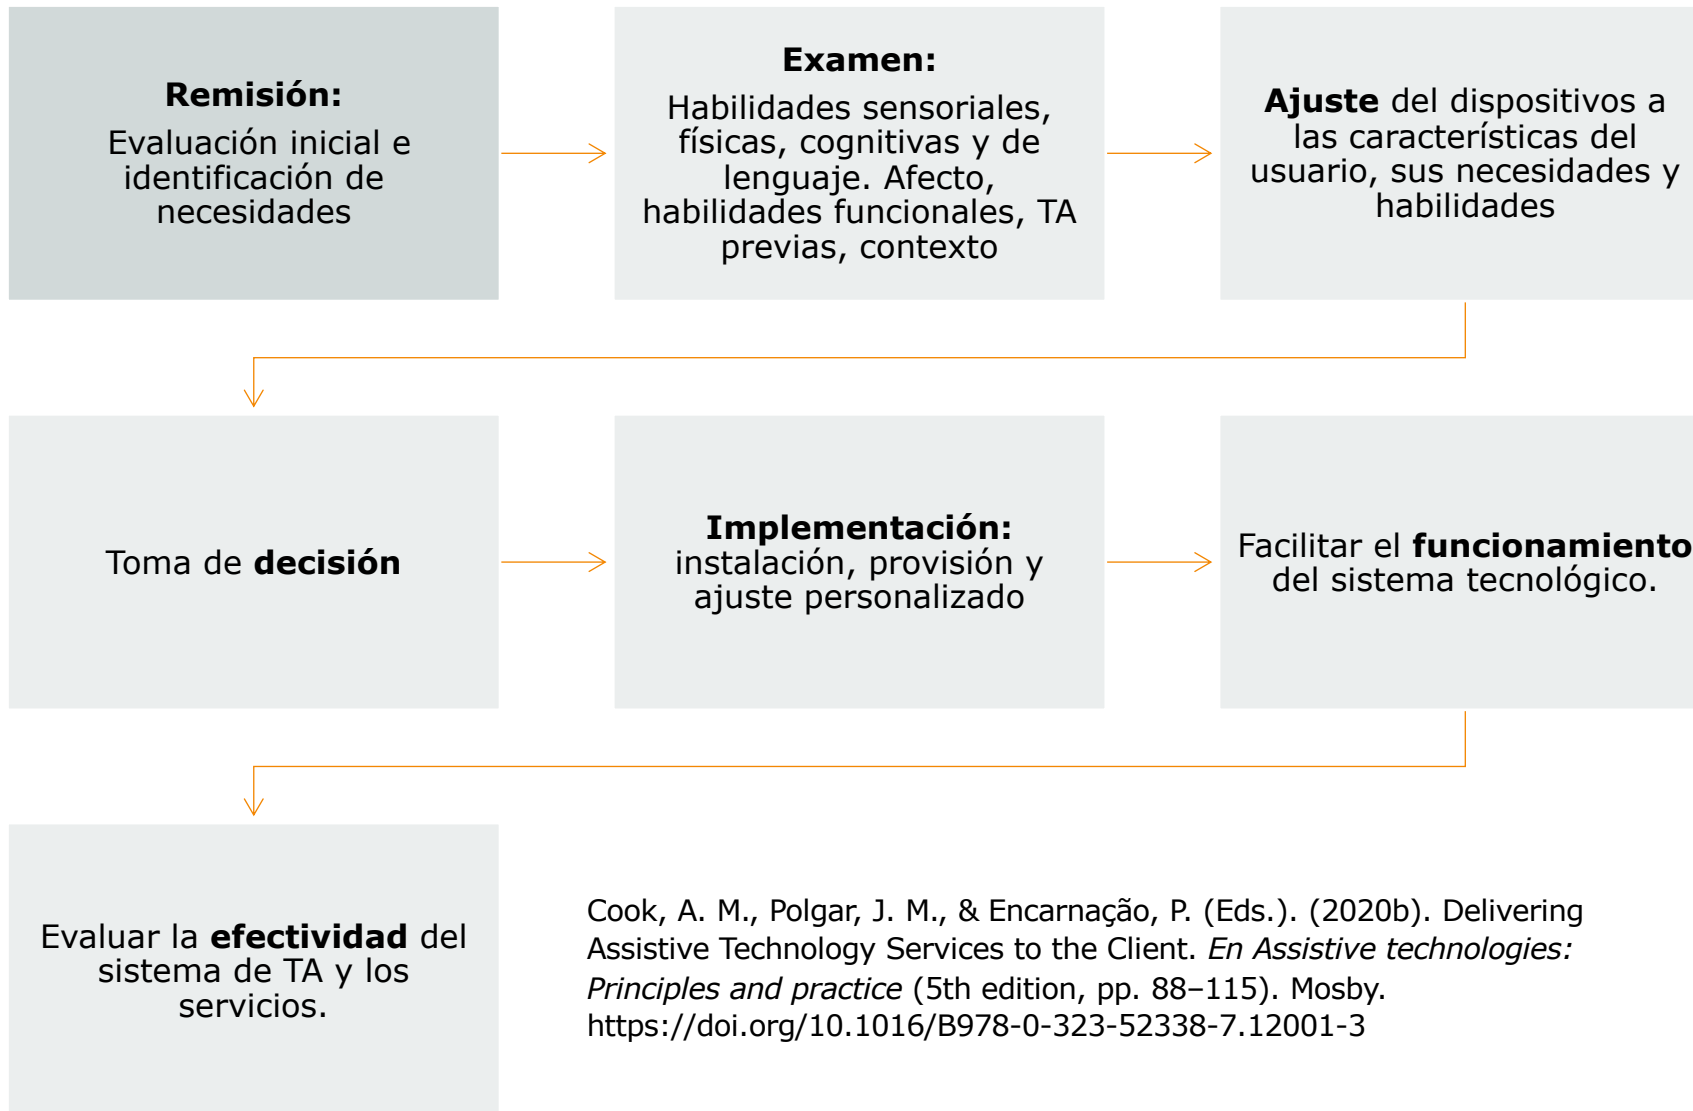 Remisión:
Evaluación inicial e
identificación de
necesidades
Examen:
Habilidades sensoriales,
físicas, cognitivas y de
lenguaje. Afecto,
habilidades funcionales, TA
previas, contexto
Ajuste del dispositivos a
las características del
usuario, sus necesidades y
habilidades
Toma de decisión
Implementación:
instalación, provisión y
ajuste personalizado
Facilitar el funcionamiento
del sistema tecnológico.
Evaluar la efectividad del
sistema de TA y los
servicios.
Cook, A. M., Polgar, J. M., & Encarnação, P. (Eds.). (2020b). Delivering
Assistive Technology Services to the Client. En Assistive technologies:
Principles and practice (5th edition, pp. 88–115). Mosby.
https://doi.org/10.1016/B978-0-323-52338-7.12001-3